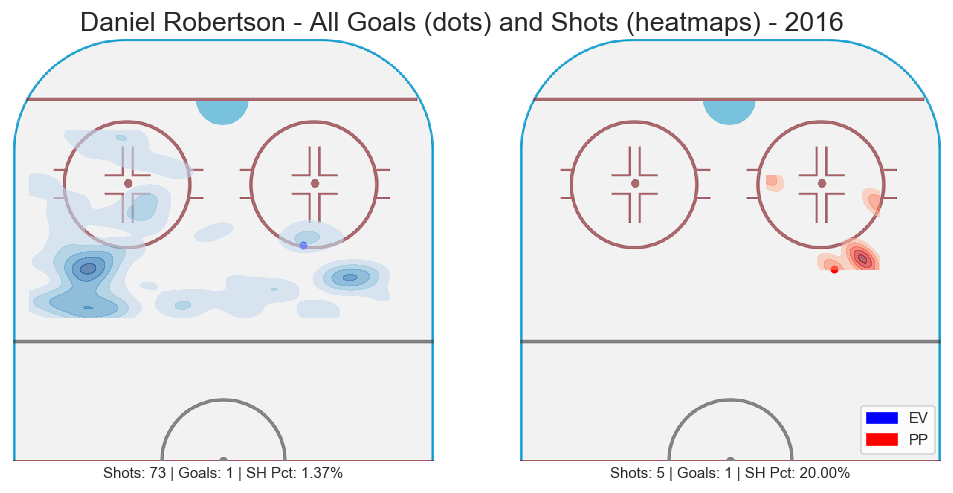 Daniel Robertson - All Goals (dots) and Shots (heatmaps) - 2016
EV
PP
Shots: 73 | Goals: 1 | SH Pct: 1.37%
Shots: 5 | Goals: 1 | SH Pct: 20.00%